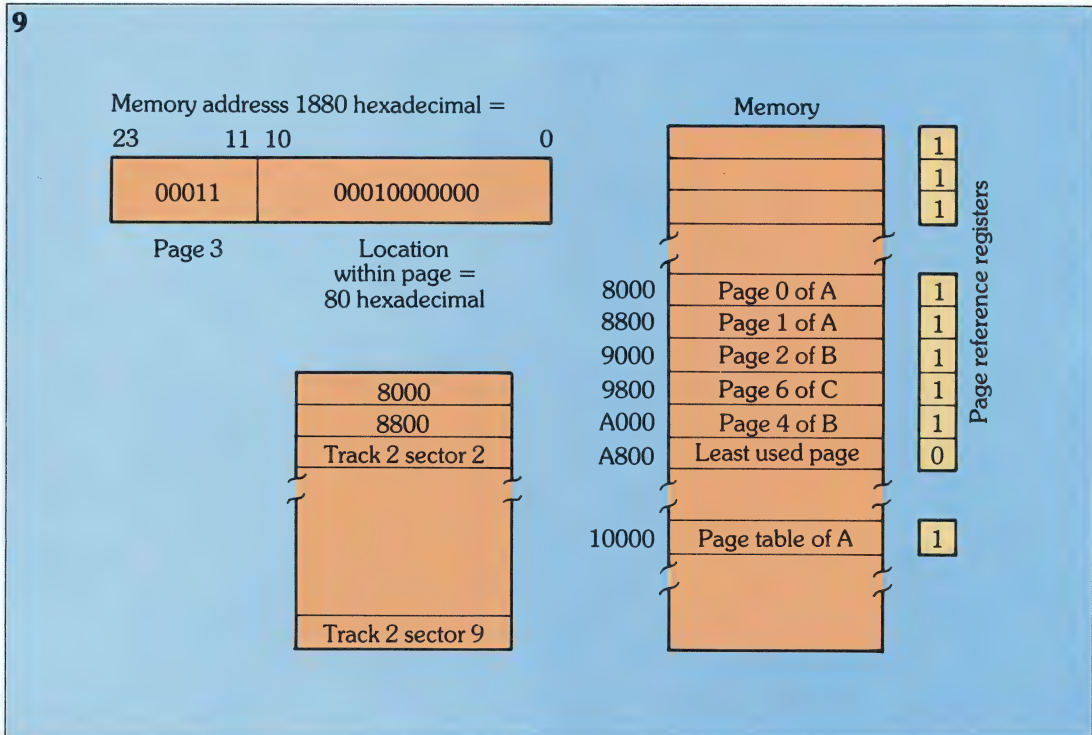 9
Memory addresss 1880 hexadecimal =
23 11 10 0
00011 00010000000
Page 3
Location
within page =
80 hexadecimal
8000
8800
Track 2 sector 2
Track 2 sector 9
Memory
8000 Page 0 of A
8800 Page 1 of A
9000 Page 2 of B
9800 Page 6 of C
A000 Page 4 of B
A800 Least used page
10000 Page table of A
1
1
1
1
1
1
1
1
0
1
Page reference registers